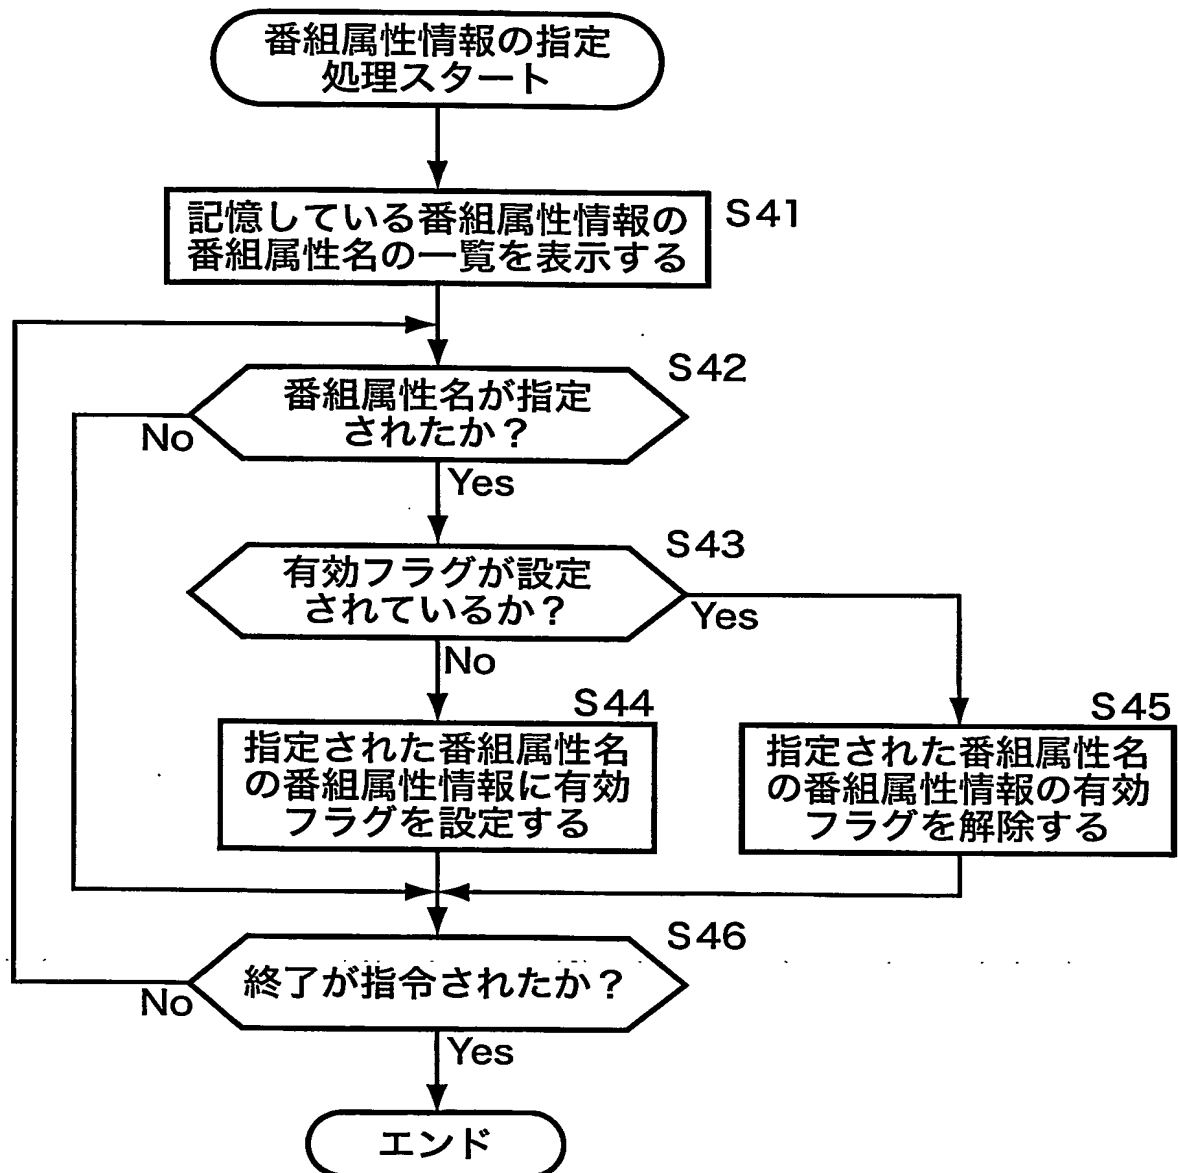 番組属性情報の指定
処理スタート
記憶している番組属性情報の
番組属性名の一覧を表示する
S41
番組属性名が指定
されたか？
S42
No
Yes
有効フラグが設定
されているか？
S43
Yes
No
S44
指定された番組属性名
の番組属性情報に有効
フラグを設定する
S45
指定された番組属性名
の番組属性情報の有効
フラグを解除する
S46
終了が指令されたか？
No
Yes
エンド